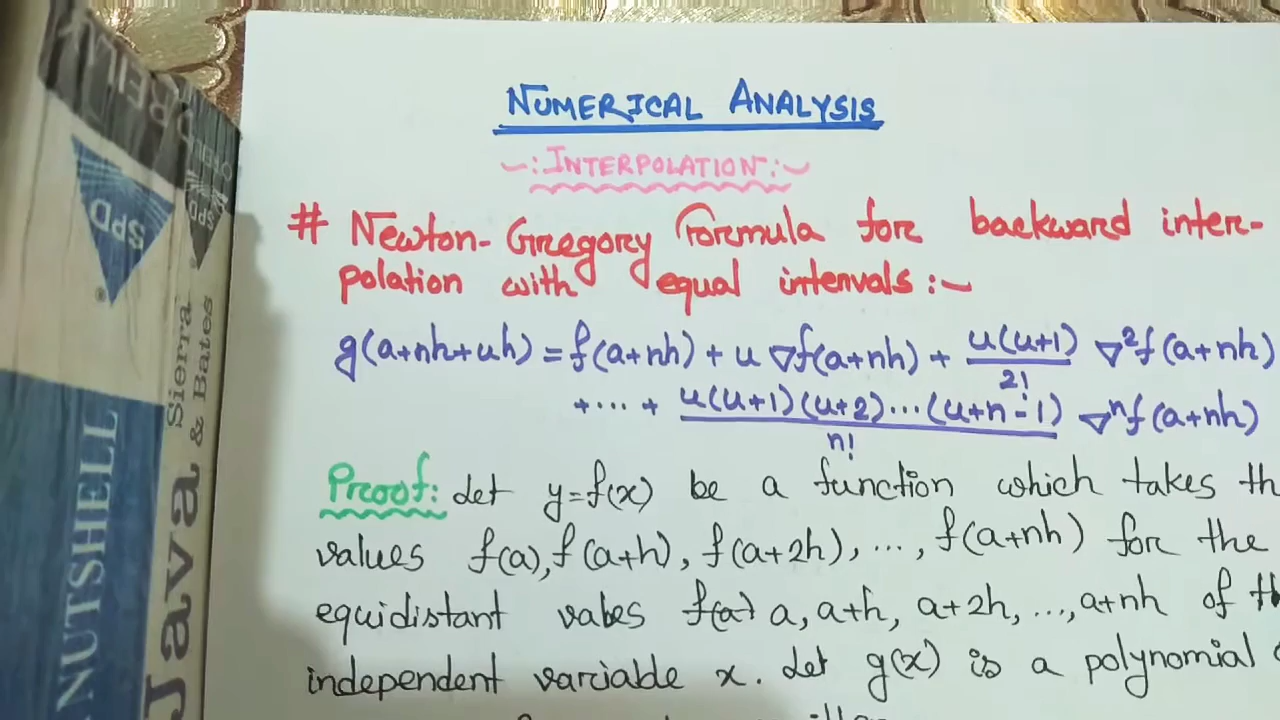 NUMERICAL ANALYSIS
-:INTERPOLATION:-
# Newton-Gregory Formula for backward inter-
polation with equal intervals:-
g(a+nh+uh) = f(a+nh) + u ∇f(a+nh) + u(u+1)/2! ∇²f(a+nh)
+ ... + u(u+1)(u+2)...(u+n-1)/n! ∇ⁿf(a+nh)
Proof: Let y=f(x) be a function which takes th
values f(a), f(a+h), f(a+2h), ..., f(a+nh) for the
equidistant values f(a) a, a+h, a+2h, ..., a+nh of th
independent variable x. Let g(x) is a polynomial
SPD
NUTSHELL
SPD
Java Sierra & Bates